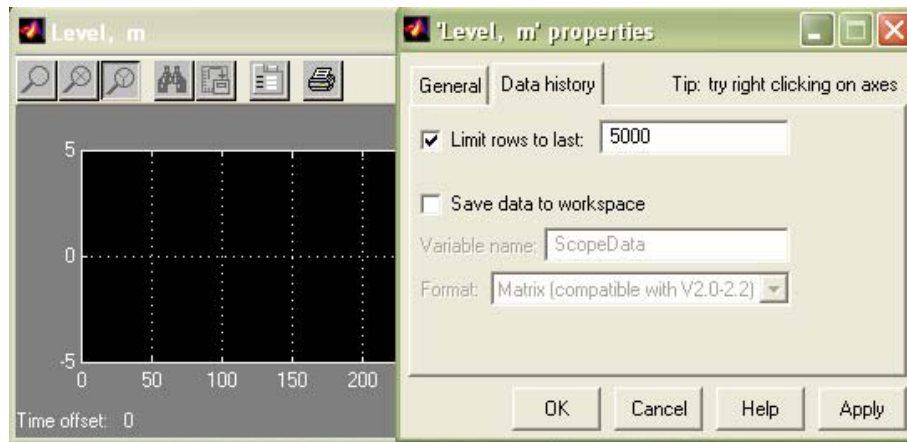 Level, m
5
0
-5
0 50 100 150 200
Time offset: 0
'Level, m' properties
General Data history Tip: try right clicking on axes
Limit rows to last: 5000
Save data to workspace
Variable name: ScopeData
Format: Matrix (compatible with V2.0-2.2)
OK Cancel Help Apply